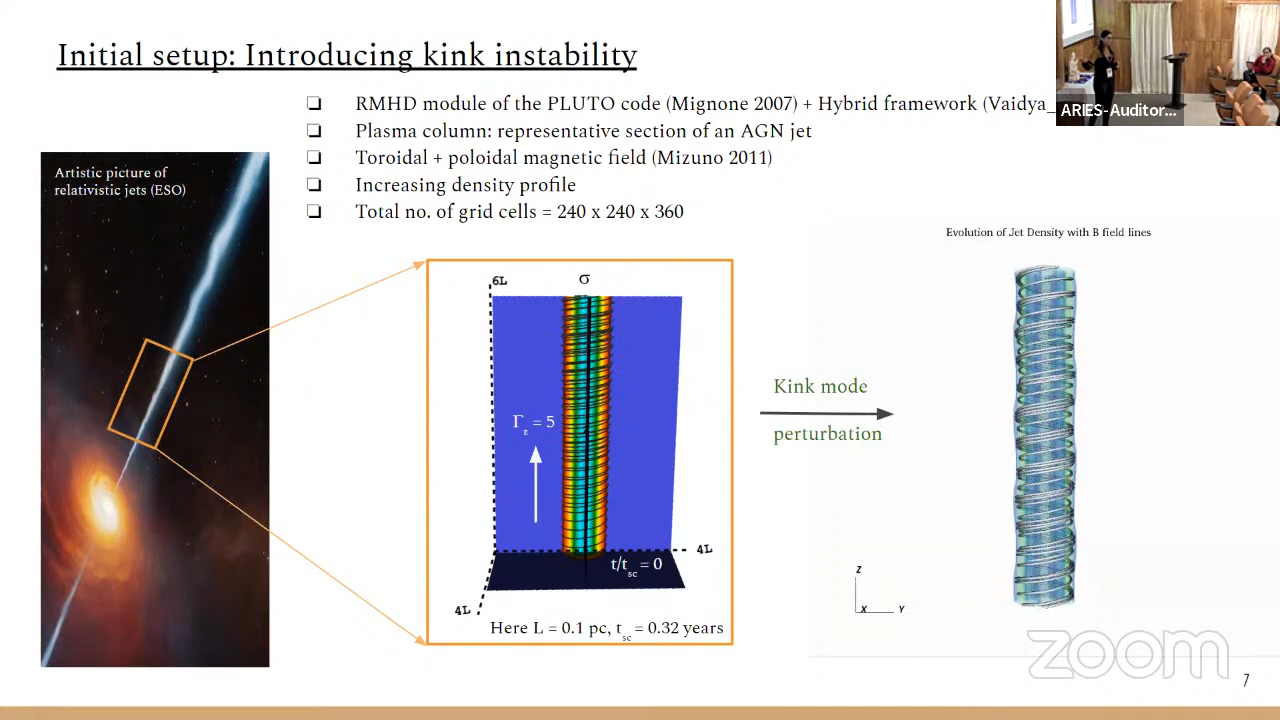 Initial setup: Introducing kink instability
RMHD module of the PLUTO code (Mignone 2007) + Hybrid framework (Vaidya
Plasma column: representative section of an AGN jet
Toroidal + poloidal magnetic field (Mizuno 2011)
Increasing density profile
Total no. of grid cells = 240 x 240 x 360
ARIES-Auditor...
Artistic picture of
relativistic jets (ESO)
Evolution of Jet Density with B field lines
6L
σ
Γz = 5
4L
t/tsc = 0
4L
Here L = 0.1 pc, tsc = 0.32 years
Kink mode
perturbation
Z
X Y
zoom
7